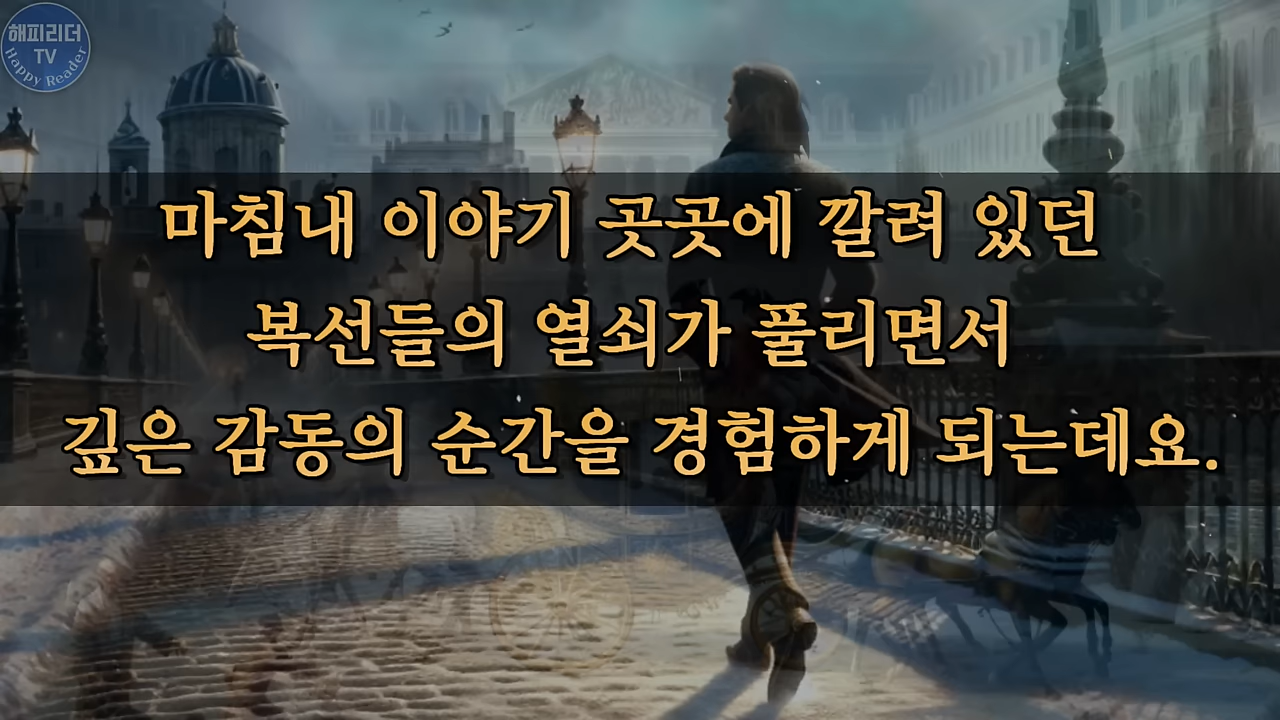 해피리더
TV
Happy Reader
마침내 이야기 곳곳에 깔려 있던
복선들의 열쇠가 풀리면서
깊은 감동의 순간을 경험하게 되는데요.